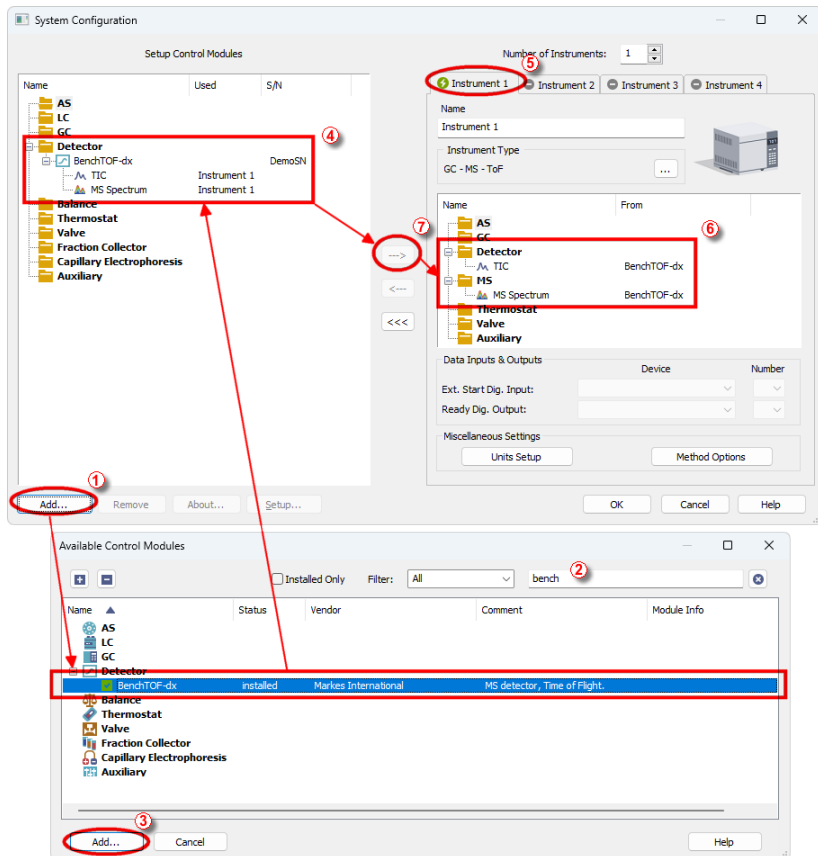 System Configuration
Setup Control Modules
Number of Instruments: 1
Name Used S/N
AS
LC
GC
Detector
BenchTOF-dx DemoSN
TIC Instrument 1
MS Spectrum Instrument 1
Balance
Thermostat
Valve
Fraction Collector
Capillary Electrophoresis
Auxiliary
4
7
--->
<---
<<<
5
Instrument 1 Instrument 2 Instrument 3 Instrument 4
Name
Instrument 1
Instrument Type
GC - MS - ToF ...
Name From
6
AS
GC
Detector
TIC BenchTOF-dx
MS
MS Spectrum BenchTOF-dx
Thermostat
Valve
Auxiliary
Data Inputs & Outputs
Device Number
Ext. Start Dig. Input:
Ready Dig. Output:
Miscellaneous Settings
Units Setup Method Options
1
Add... Remove About... Setup... OK Cancel Help
Available Control Modules
Installed Only Filter: All bench 2
Name Status Vendor Comment Module Info
AS
LC
GC
Detector
BenchTOF-dx installed Markes International MS detector, Time of Flight.
Balance
Thermostat
Valve
Fraction Collector
Capillary Electrophoresis
Auxiliary
3
Add... Cancel Help